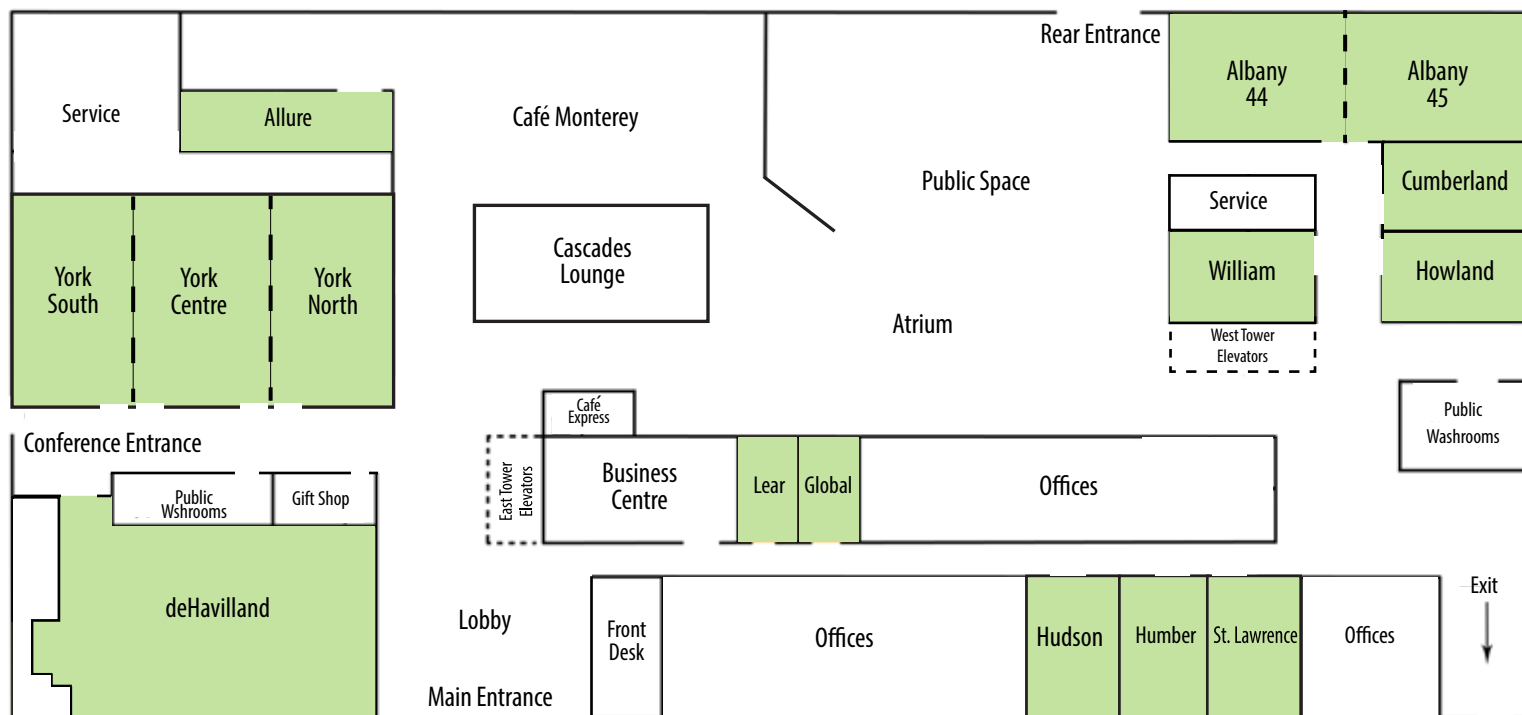 Rear Entrance
Albany
44
Albany
45
Service
Allure
Café Monterey
Public Space
Cumberland
Service
William
Howland
Cascades
Lounge
York
South
York
Centre
York
North
Atrium
West Tower
Elevators
Café
Express
Public
Washrooms
Conference Entrance
East Tower
Elevators
Business
Centre
Lear
Global
Offices
Public
Wshrooms
Gift Shop
deHavilland
Lobby
Front
Desk
Offices
Hudson
Humber
St. Lawrence
Offices
Exit
Main Entrance